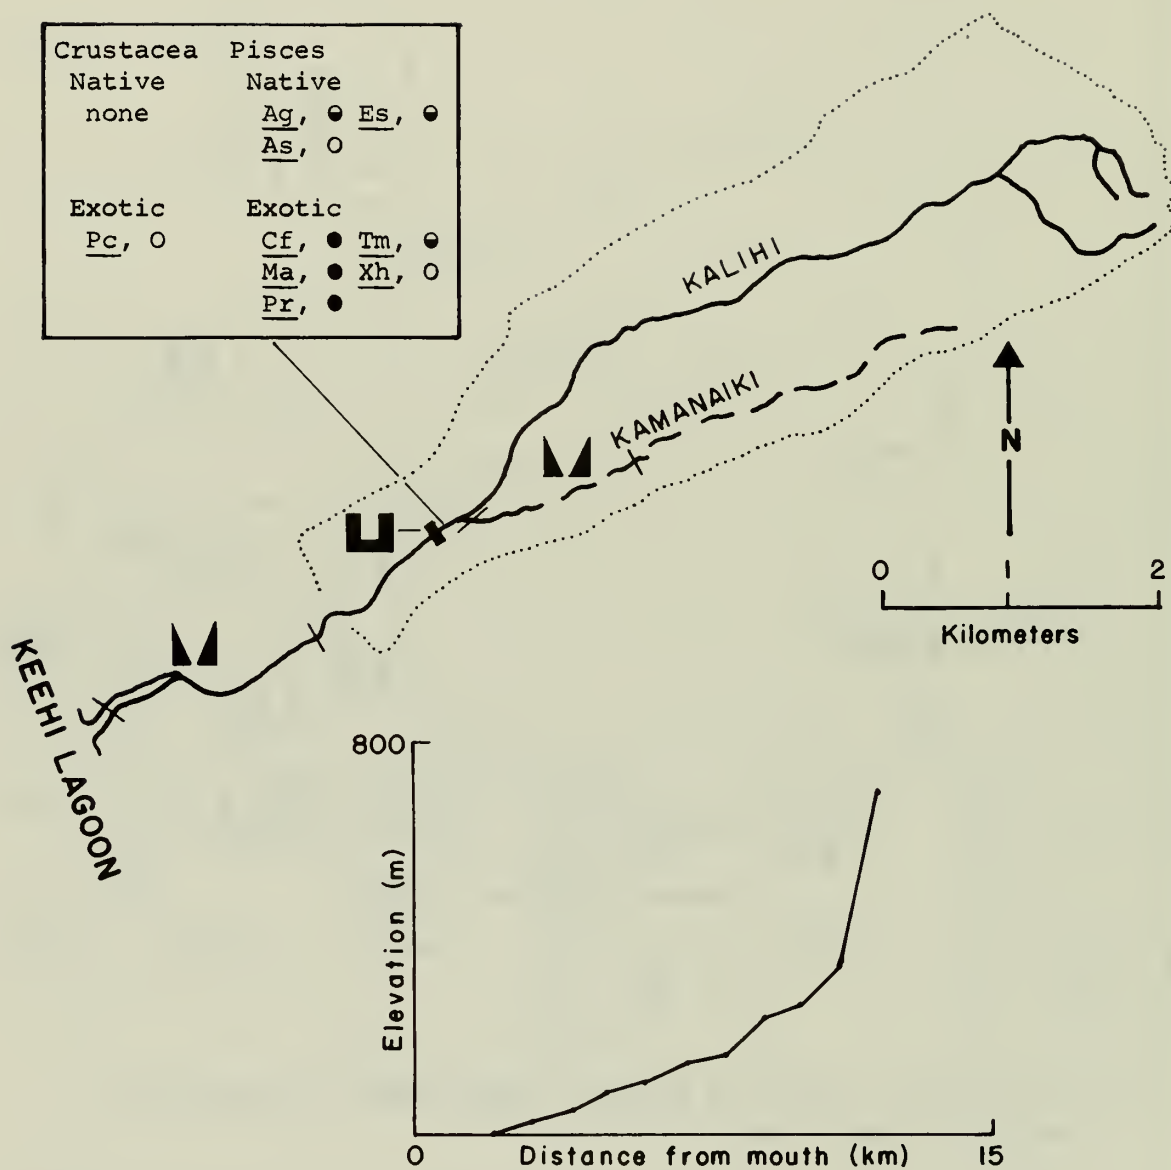 Crustacea Pisces
Native Native
none Ag, ◒ Es, ◒
As, O
Exotic Exotic
Pc, O Cf, ● Tm, ◒
Ma, ● Xh, O
Pr, ●
KALIHI
KAMANAIKI
N
0 1 2
Kilometers
KEEHI LAGOON
800
Elevation (m)
0 15
Distance from mouth (km)